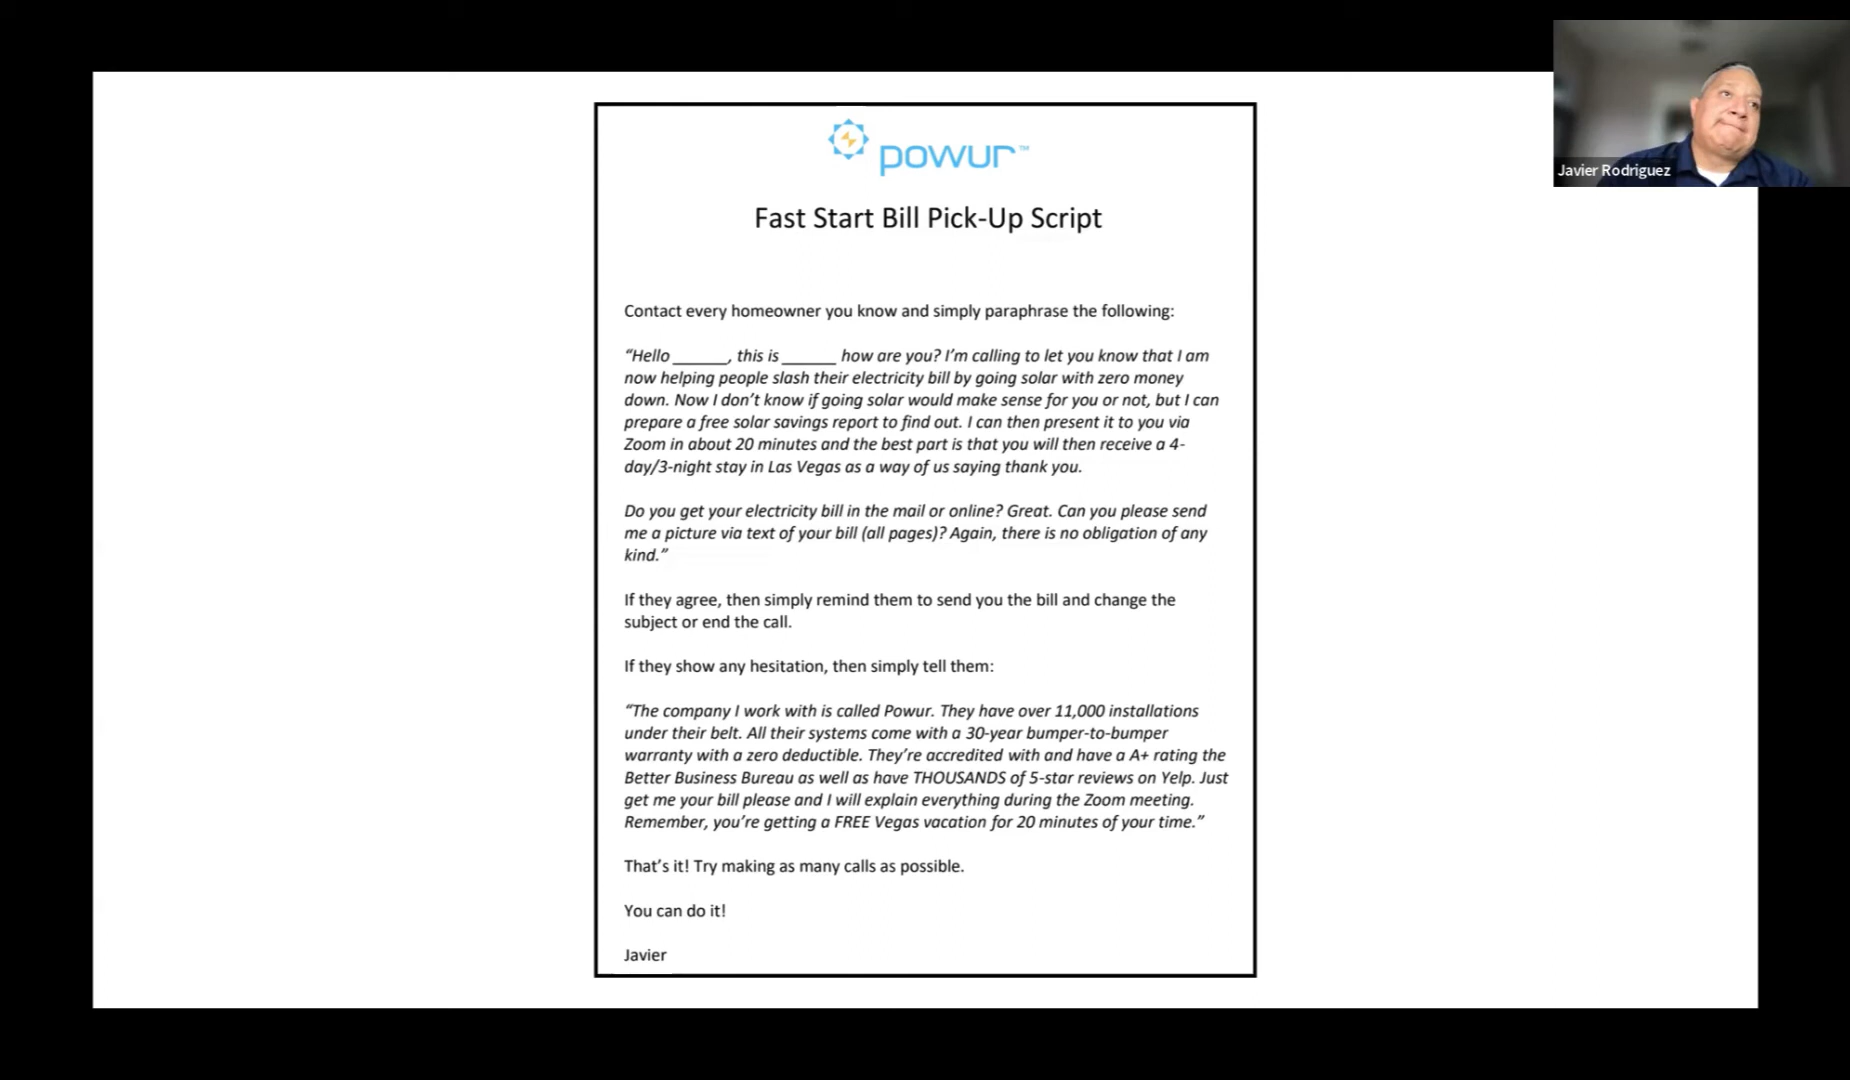 Javier Rodriguez
powur™
Fast Start Bill Pick-Up Script
Contact every homeowner you know and simply paraphrase the following:
“Hello ______, this is ______ how are you? I’m calling to let you know that I am
now helping people slash their electricity bill by going solar with zero money
down. Now I don’t know if going solar would make sense for you or not, but I can
prepare a free solar savings report to find out. I can then present it to you via
Zoom in about 20 minutes and the best part is that you will then receive a 4-
day/3-night stay in Las Vegas as a way of us saying thank you.
Do you get your electricity bill in the mail or online? Great. Can you please send
me a picture via text of your bill (all pages)? Again, there is no obligation of any
kind.”
If they agree, then simply remind them to send you the bill and change the
subject or end the call.
If they show any hesitation, then simply tell them:
“The company I work with is called Powur. They have over 11,000 installations
under their belt. All their systems come with a 30-year bumper-to-bumper
warranty with a zero deductible. They’re accredited with and have a A+ rating the
Better Business Bureau as well as have THOUSANDS of 5-star reviews on Yelp. Just
get me your bill please and I will explain everything during the Zoom meeting.
Remember, you’re getting a FREE Vegas vacation for 20 minutes of your time.”
That’s it! Try making as many calls as possible.
You can do it!
Javier